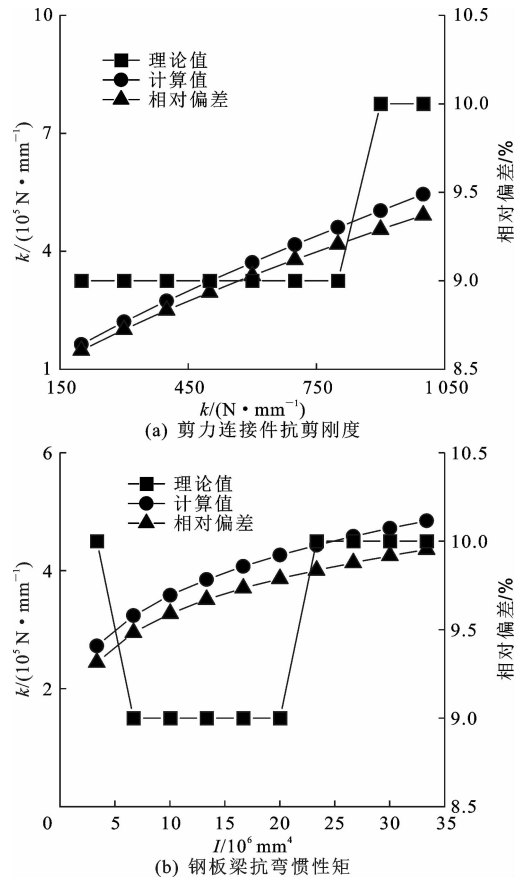 10
10.5
理论值
计算值
相对偏差
10.0
7
k/(10⁵ N·mm⁻¹)
9.5
相对偏差/%
4
9.0
1
8.5
150
450
750
1 050
k/(N·mm⁻¹)
(a) 剪力连接件抗剪刚度
6
10.5
理论值
计算值
相对偏差
10.0
4
k/(10⁵ N·mm⁻¹)
9.5
相对偏差/%
2
9.0
8.5
0
5
10
15
20
25
30
35
I/10⁶ mm⁴
(b) 钢板梁抗弯惯性矩